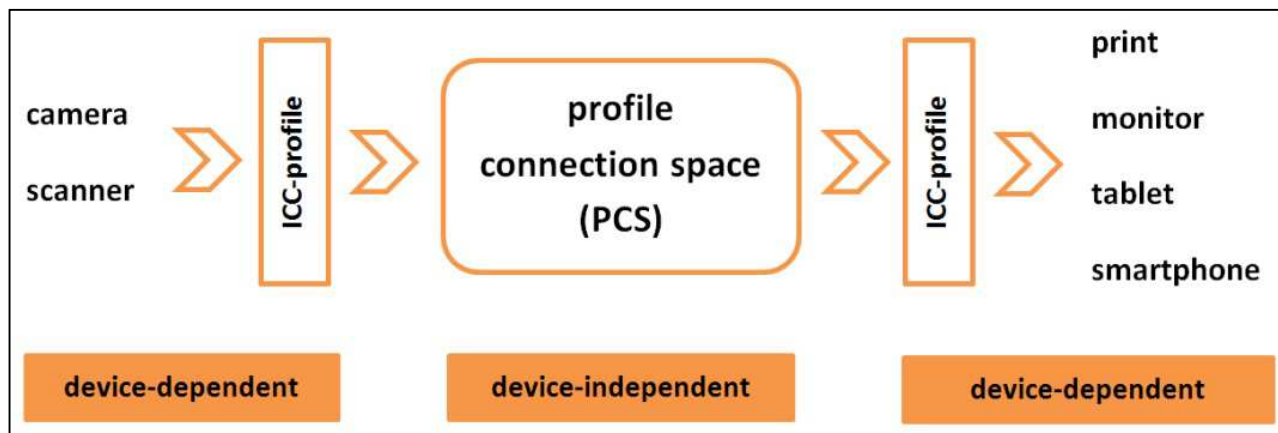 camera
scanner
ICC-profile
profile
connection space
(PCS)
ICC-profile
print
monitor
tablet
smartphone
device-dependent
device-independent
device-dependent